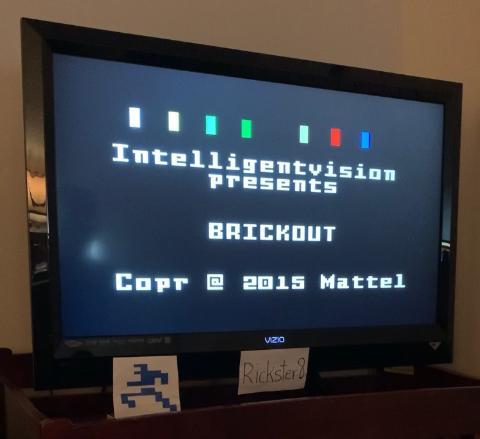 Intelligentvision
presents
BRICKOUT
Copr @ 2015 Mattel
VIZIO
Rickster8